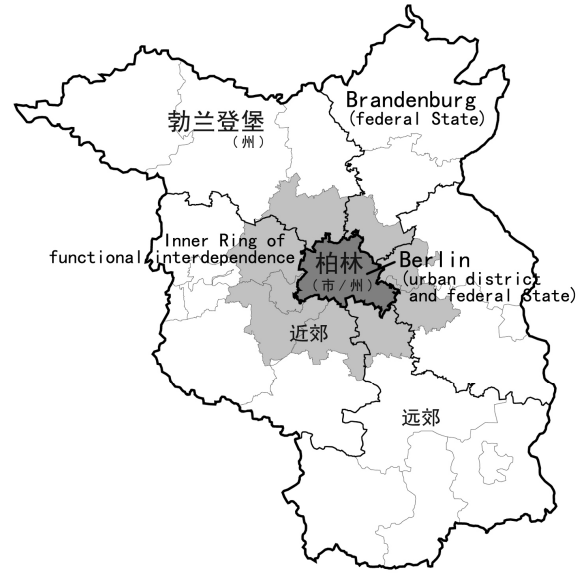 Brandenburg
(federal State)
勃兰登堡
(州)
Inner Ring of
functional interdependence
柏林
(市/州)
Berlin
(urban district
and federal State)
近郊
远郊